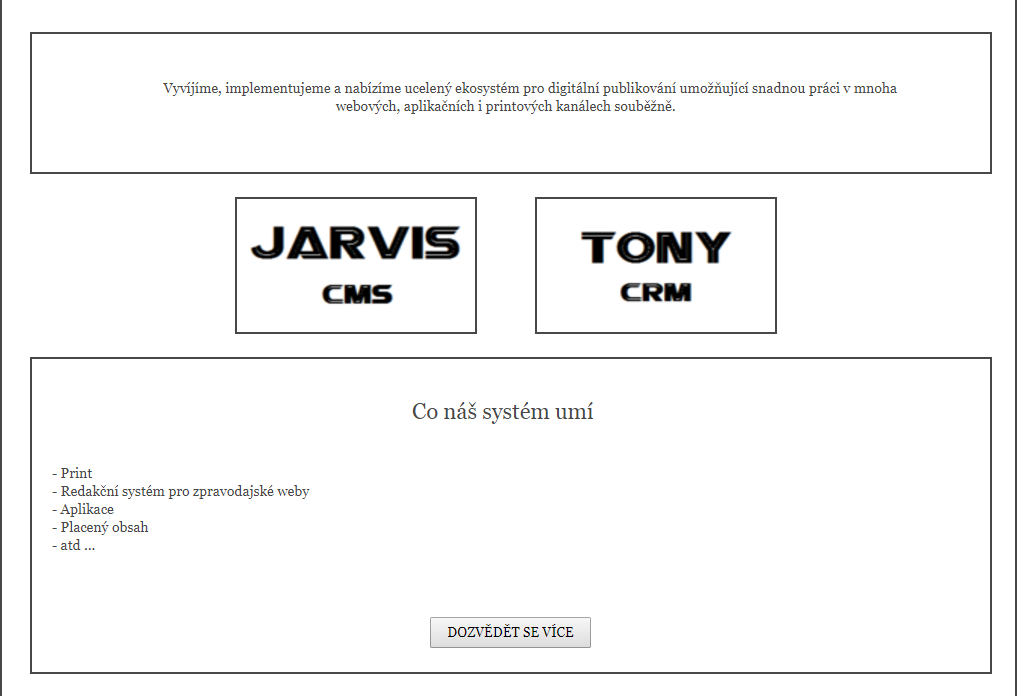 Vyvíjíme, implementujeme a nabízíme ucelený ekosystém pro digitální publikování umožňující snadnou práci v mnoha
webových, aplikačních i printových kanálech souběžně.
JARVIS
CMS
TONY
CRM
Co náš systém umí
- Print
- Redakční systém pro zpravodajské weby
- Aplikace
- Placený obsah
- atd ...
DOZVĚDĚT SE VÍCE